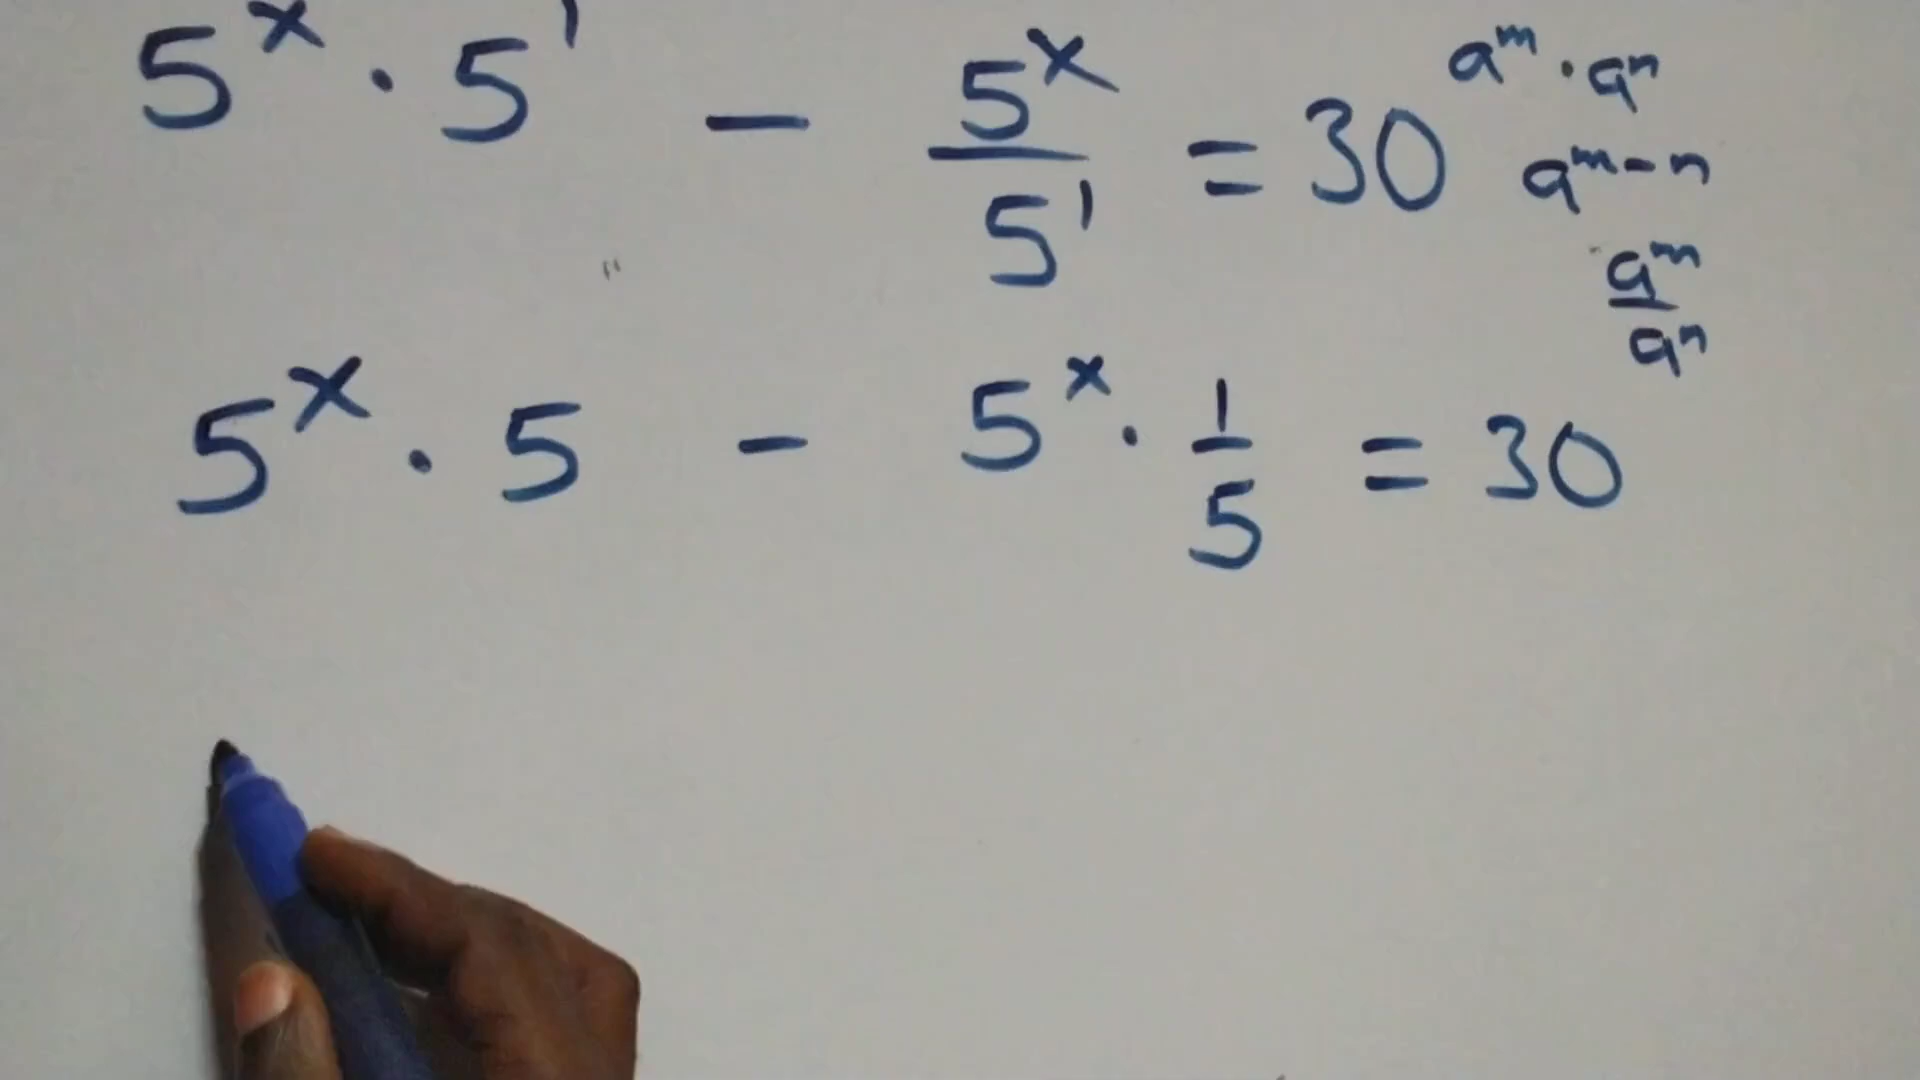 5^x · 5^1 - 5^x/5^1 = 30
a^m · a^n
a^(m-n)
a^m/a^n
5^x · 5 - 5^x · 1/5 = 30